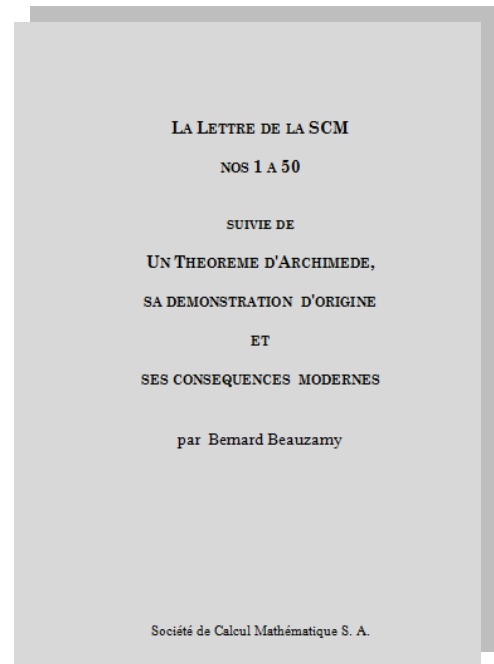 LA LETTRE DE LA SCM
NOS 1 A 50
SUIVIE DE
UN THEOREME D'ARCHIMEDE,
SA DEMONSTRATION D'ORIGINE
ET
SES CONSEQUENCES MODERNES
par Bernard Beauzamy
Société de Calcul Mathématique S. A.